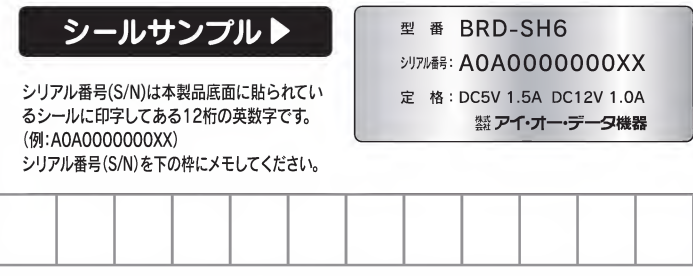 シールサンプル▶
シリアル番号(S/N)は本製品底面に貼られてい
るシールに印字してある12桁の英数字です。
(例:A0A0000000XX)
シリアル番号(S/N)を下の枠にメモしてください。
型 番 BRD-SH6
シリアル番号: A0A0000000XX
定 格:DC5V 1.5A DC12V 1.0A
株式会社 アイ・オー・データ機器